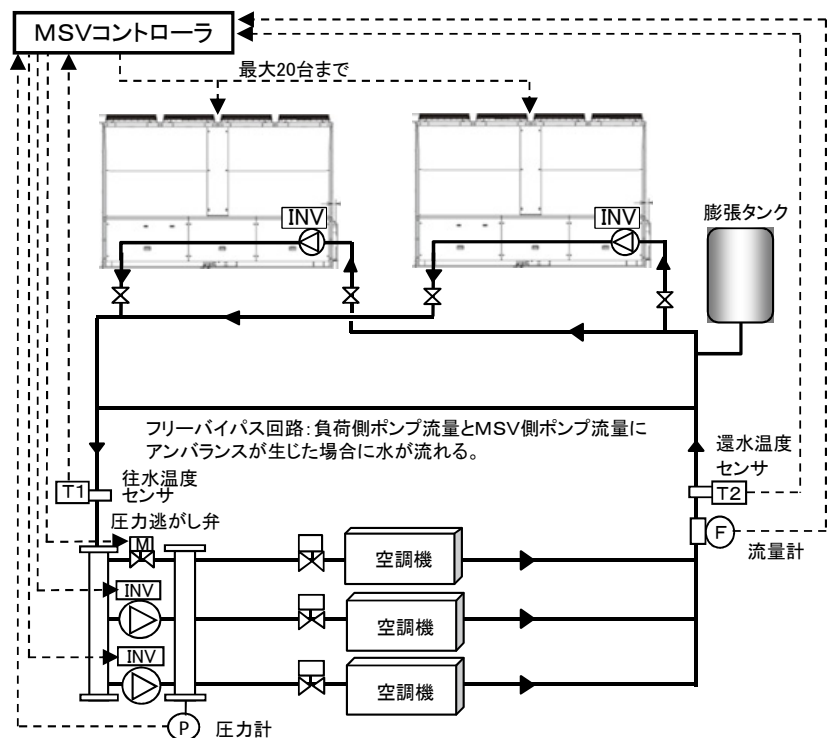 MSVコントローラ
最大20台まで
INV
INV
膨張タンク
フリーバイパス回路：負荷側ポンプ流量とMSV側ポンプ流量に
アンバランスが生じた場合に水が流れる。
還水温度
センサ
T1
往水温度
センサ
T2
圧力逃がし弁
M
F
流量計
空調機
INV
空調機
INV
空調機
P
圧力計